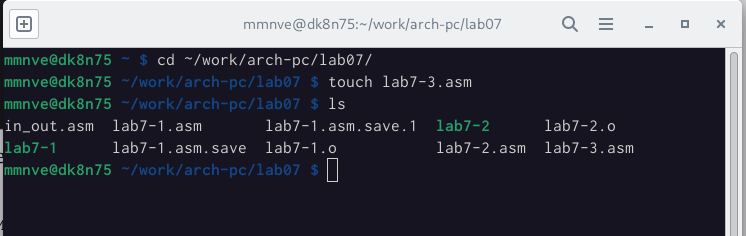 mmnve@dk8n75:~/work/arch-pc/lab07
mmnve@dk8n75 ~ $ cd ~/work/arch-pc/lab07/
mmnve@dk8n75 ~/work/arch-pc/lab07 $ touch lab7-3.asm
mmnve@dk8n75 ~/work/arch-pc/lab07 $ ls
in_out.asm lab7-1.asm lab7-1.asm.save.1 lab7-2 lab7-2.o
lab7-1 lab7-1.asm.save lab7-1.o lab7-2.asm lab7-3.asm
mmnve@dk8n75 ~/work/arch-pc/lab07 $